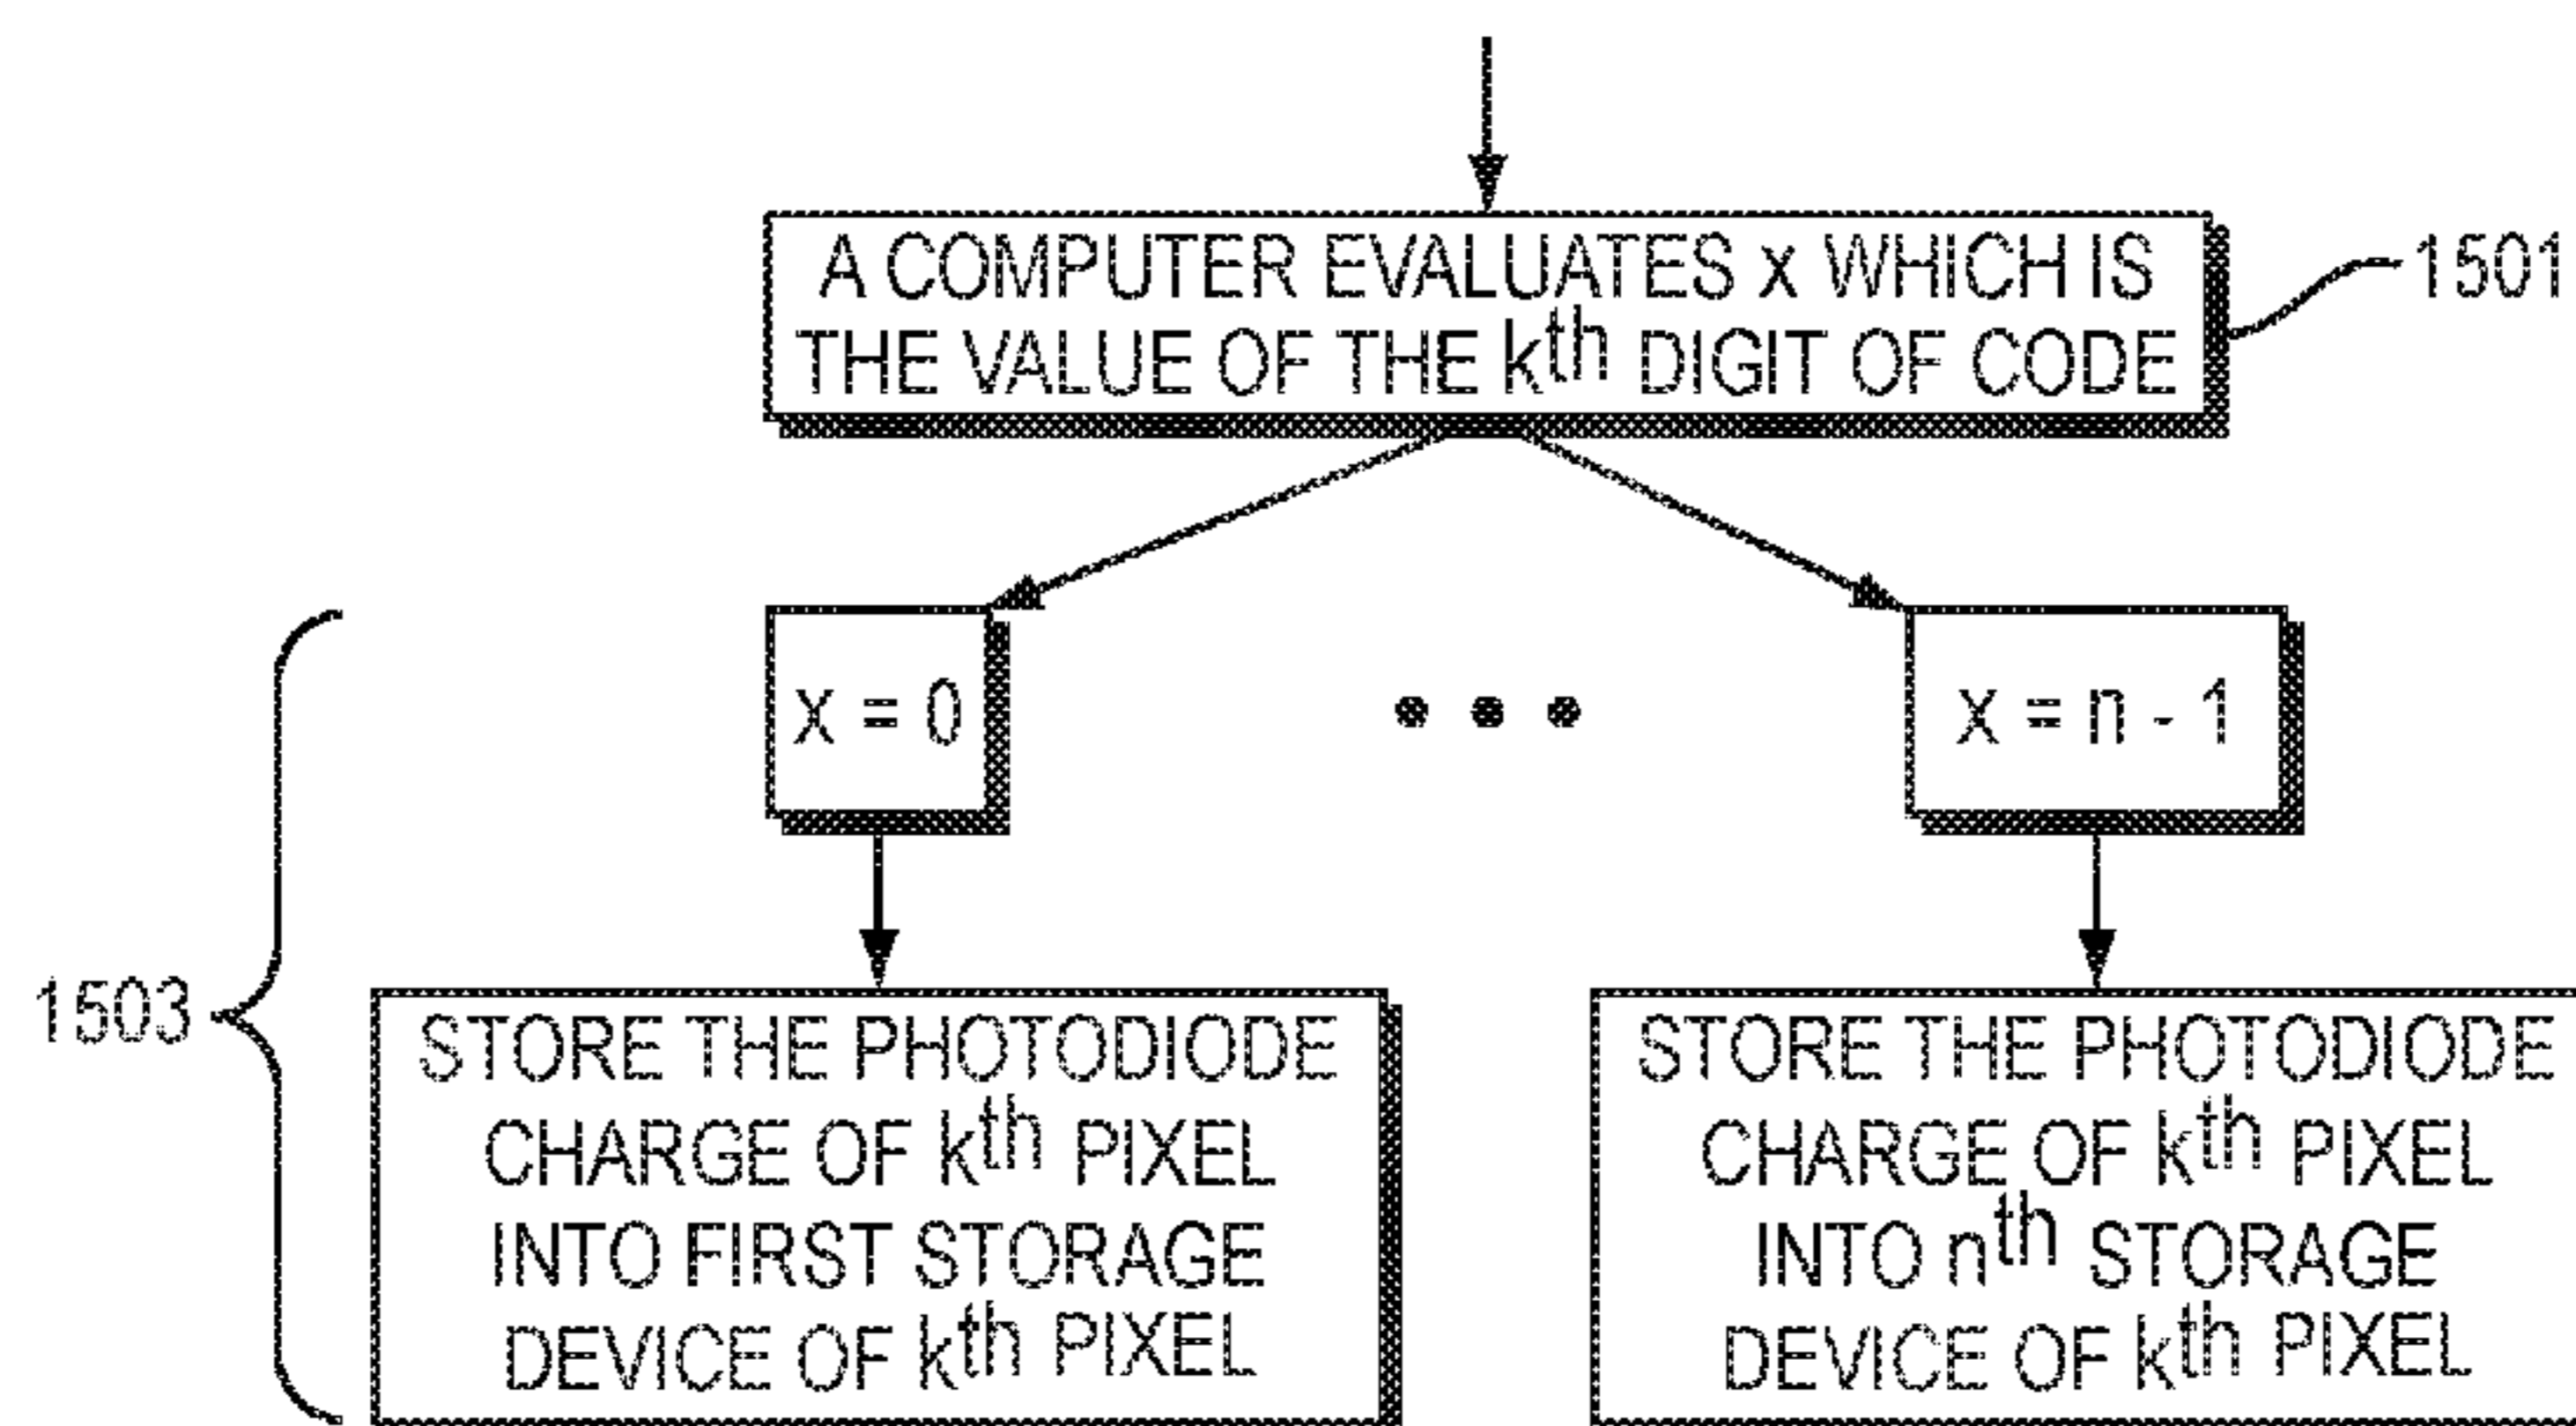 A COMPUTER EVALUATES x WHICH IS
THE VALUE OF THE kth DIGIT OF CODE
1501
x = 0
x = n - 1
1503
STORE THE PHOTODIODE
CHARGE OF kth PIXEL
INTO FIRST STORAGE
DEVICE OF kth PIXEL
STORE THE PHOTODIODE
CHARGE OF kth PIXEL
INTO nth STORAGE
DEVICE OF kth PIXEL